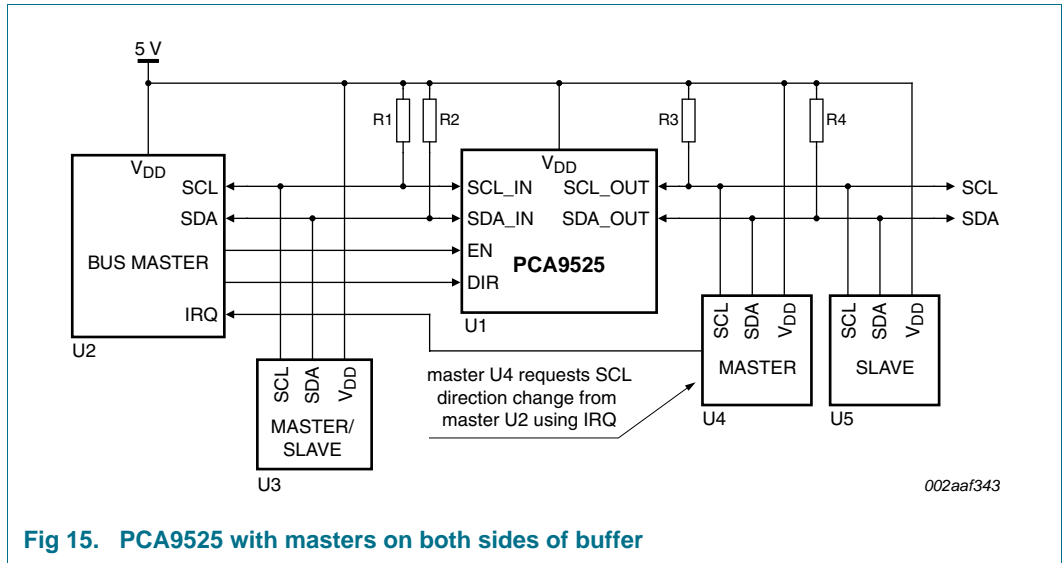 5 V
R1
R2
R3
R4
VDD
SCL
SDA
BUS MASTER
IRQ
U2
VDD
SCL_IN
SCL_OUT
SDA_IN
SDA_OUT
EN
PCA9525
DIR
U1
SCL
SDA
SCL
SDA
VDD
MASTER/
SLAVE
U3
master U4 requests SCL
direction change from
master U2 using IRQ
SCL
SDA
VDD
MASTER
U4
SCL
SDA
VDD
SLAVE
U5
002aaf343
Fig 15. PCA9525 with masters on both sides of buffer